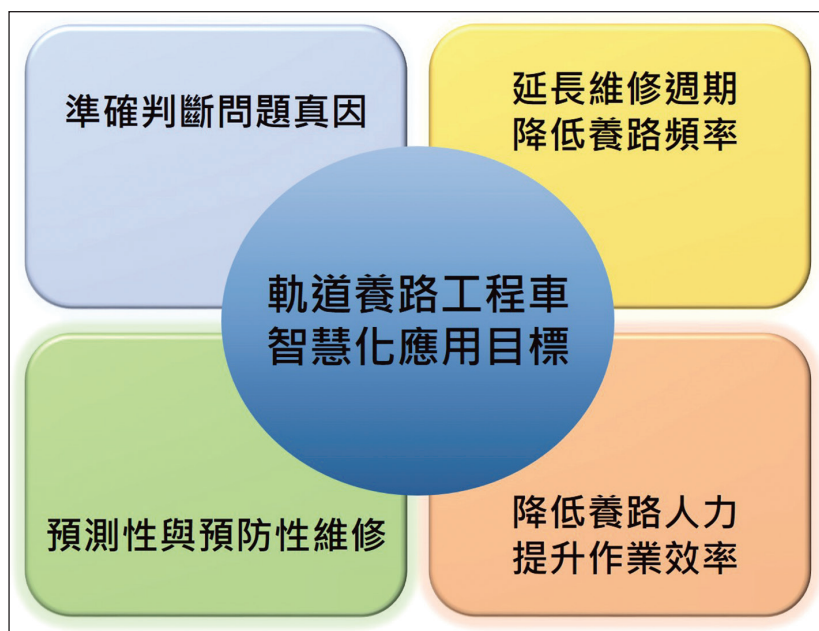 準確判斷問題真因
延長維修週期
降低養路頻率
軌道養路工程車
智慧化應用目標
預測性與預防性維修
降低養路人力
提升作業效率